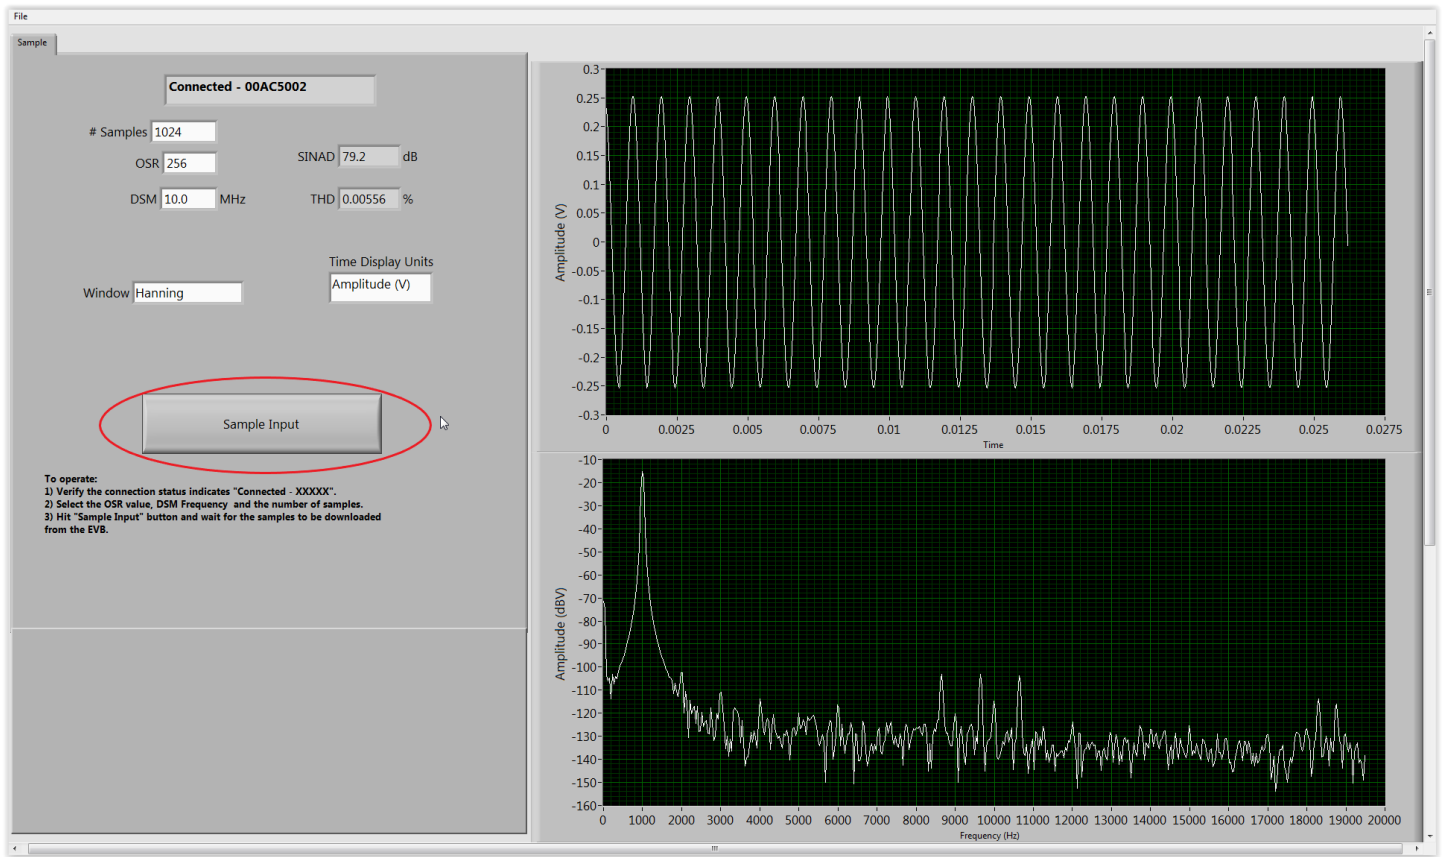 File
Sample
Connected - 00AC5002
# Samples 1024
OSR 256
SINAD 79.2 dB
DSM 10.0 MHz
THD 0.00556 %
Time Display Units
Amplitude (V)
Window Hanning
Sample Input
To operate:
1) Verify the connection status indicates "Connected - XXXXX".
2) Select the OSR value, DSM Frequency and the number of samples.
3) Hit "Sample Input" button and wait for the samples to be downloaded
from the EVB.
0.3
0.25
0.2
0.15
0.1
0.05
0
-0.05
-0.1
-0.15
-0.2
-0.25
-0.3
Amplitude (V)
0 0.0025 0.005 0.0075 0.01 0.0125 0.015 0.0175 0.02 0.0225 0.025 0.0275
Time
-10
-20
-30
-40
-50
-60
-70
-80
-90
-100
-110
-120
-130
-140
-150
-160
Amplitude (dBV)
0 1000 2000 3000 4000 5000 6000 7000 8000 9000 10000 11000 12000 13000 14000 15000 16000 17000 18000 19000 20000
Frequency (Hz)